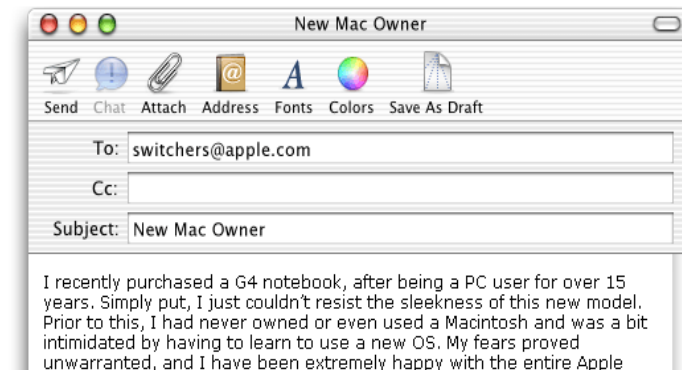 New Mac Owner
Send Chat Attach Address Fonts Colors Save As Draft
To: switchers@apple.com
Cc:
Subject: New Mac Owner
I recently purchased a G4 notebook, after being a PC user for over 15
years. Simply put, I just couldn't resist the sleekness of this new model.
Prior to this, I had never owned or even used a Macintosh and was a bit
intimidated by having to learn to use a new OS. My fears proved
unwarranted, and I have been extremely happy with the entire Apple